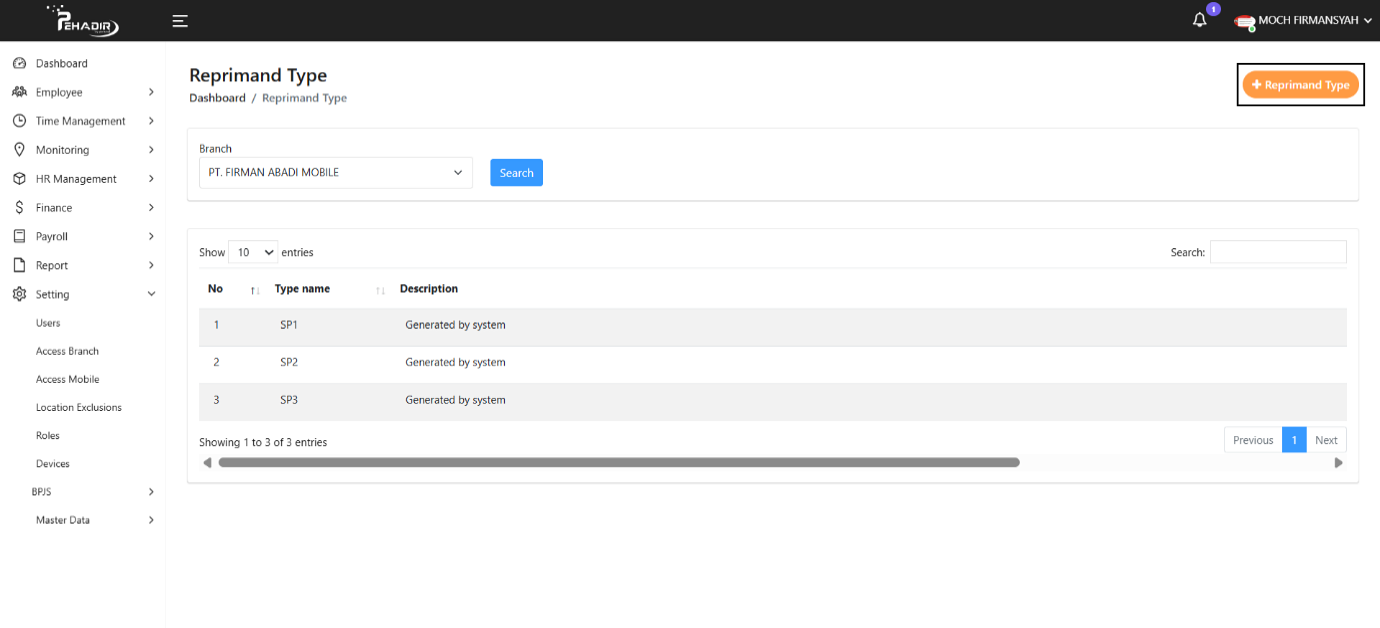 PEHADIR
1
MOCH FIRMANSYAH
Dashboard
Employee
Time Management
Monitoring
HR Management
Finance
Payroll
Report
Setting
Users
Access Branch
Access Mobile
Location Exclusions
Roles
Devices
BPJS
Master Data
Reprimand Type
Dashboard / Reprimand Type
+ Reprimand Type
Branch
PT. FIRMAN ABADI MOBILE
Search
Show 10 entries
Search:
No Type name Description
1 SP1 Generated by system
2 SP2 Generated by system
3 SP3 Generated by system
Showing 1 to 3 of 3 entries
Previous 1 Next